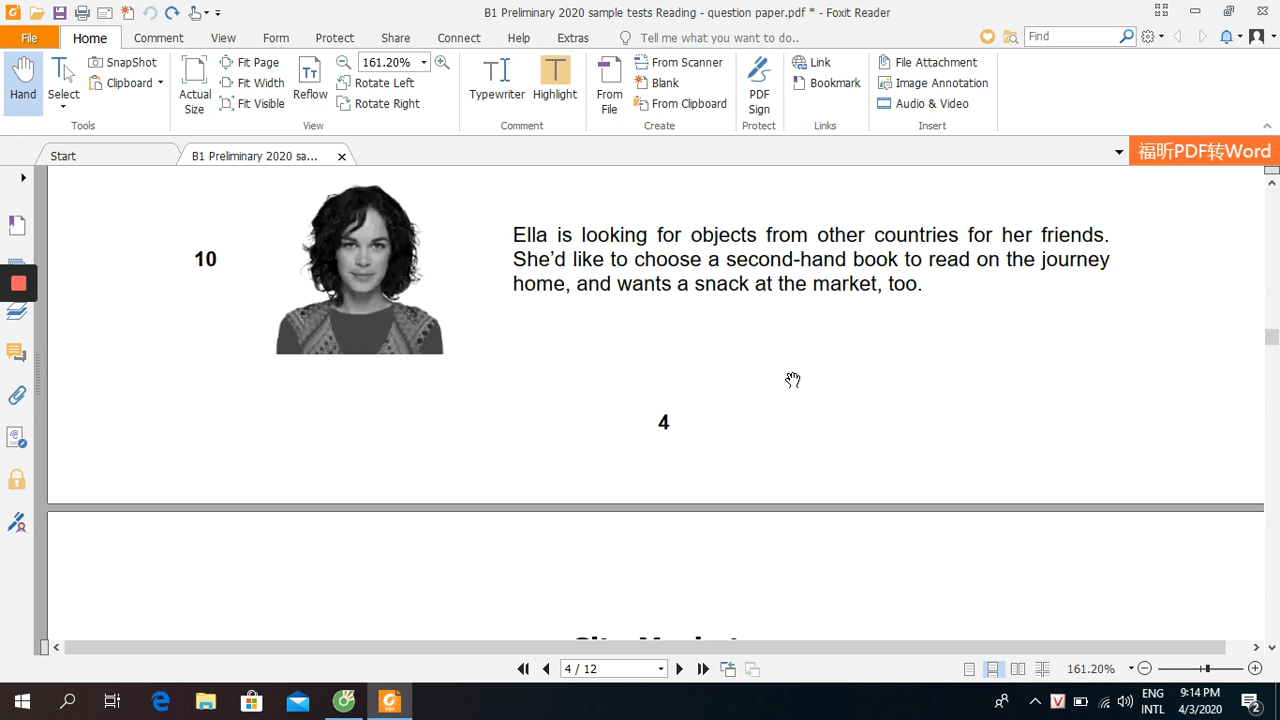 B1 Preliminary 2020 sample tests Reading - question paper.pdf * - Foxit Reader
File Home Comment View Form Protect Share Connect Help Extras Tell me what you want to do.. Find
Hand
Select
SnapShot
Clipboard
Tools
Actual Size
Fit Page
Fit Width
Fit Visible
Reflow
161.20%
Rotate Left
Rotate Right
View
Typewriter
Highlight
Comment
From File
From Scanner
Blank
From Clipboard
Create
PDF Sign
Protect
Link
Bookmark
Links
File Attachment
Image Annotation
Audio & Video
Insert
Start
B1 Preliminary 2020 sa...
福昕PDF转Word
10
Ella is looking for objects from other countries for her friends.
She’d like to choose a second-hand book to read on the journey
home, and wants a snack at the market, too.
4
4 / 12
161.20%
ENG
INTL
9:14 PM
4/3/2020
2